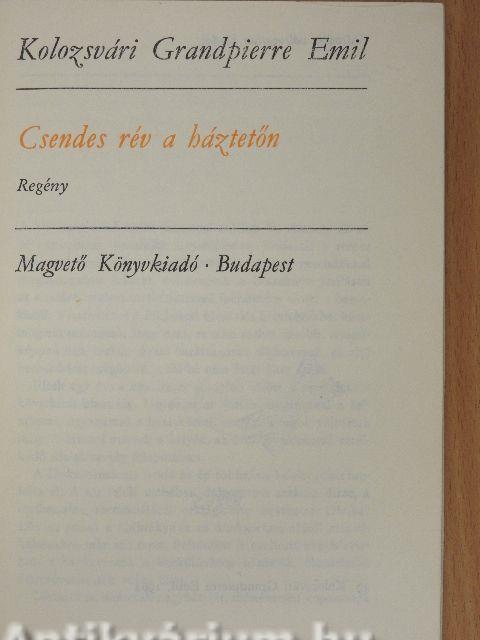 Kolozsvári Grandpierre Emil
Csendes rév a háztetőn
Regény
Magvető Könyvkiadó · Budapest
Antikvárium.hu